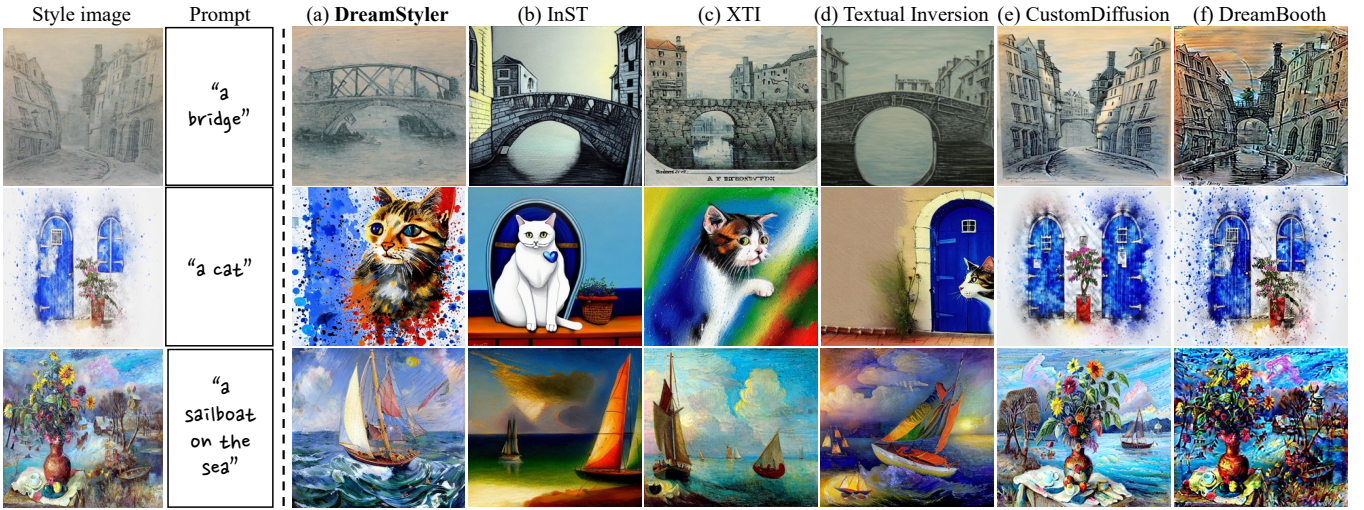 Style image Prompt (a) DreamStyler (b) InST (c) XTI (d) Textual Inversion (e) CustomDiffusion (f) DreamBooth
"a
bridge"
"a cat"
"a
sailboat
on the
sea"